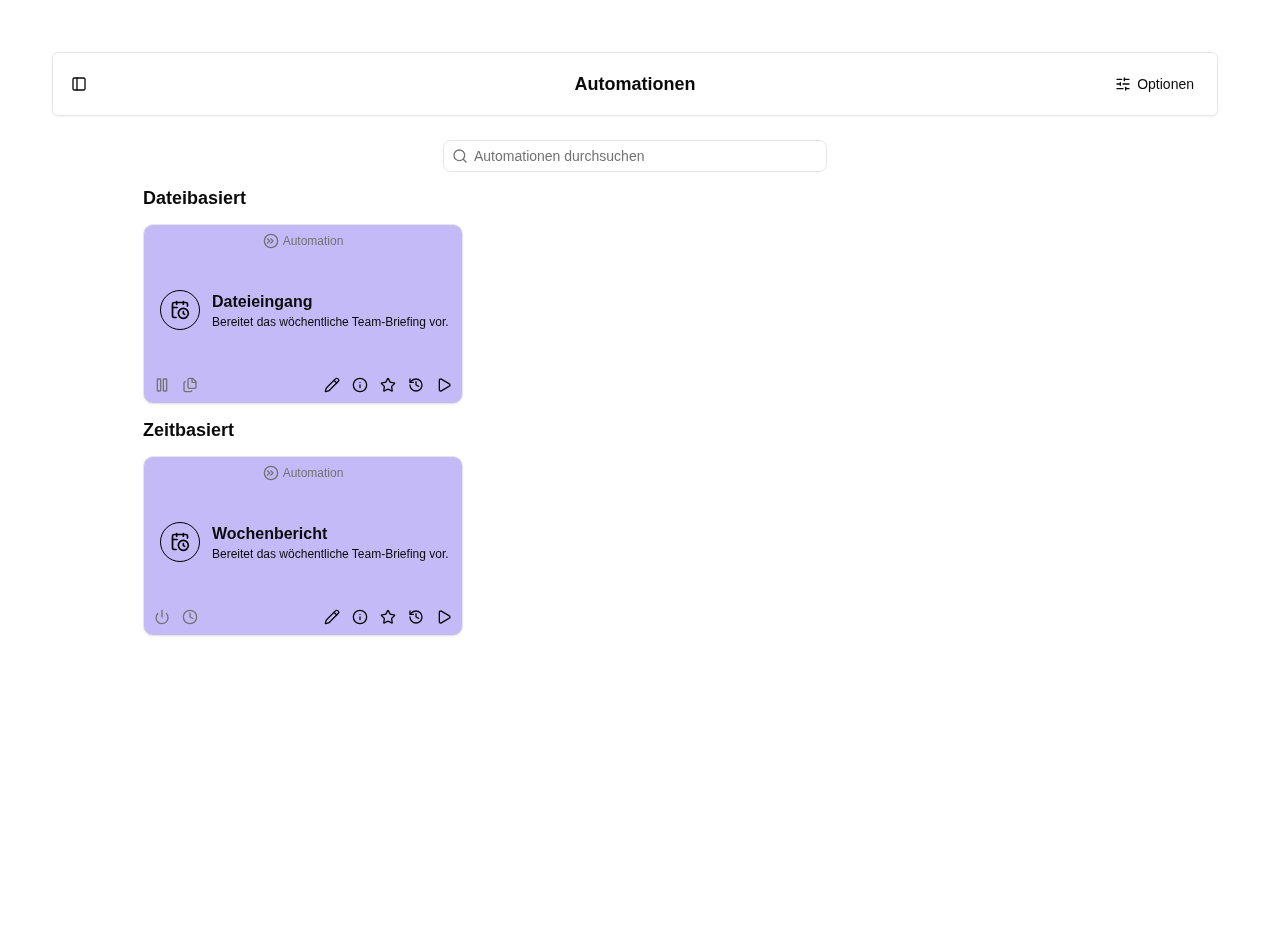 Automationen
Optionen
Automationen durchsuchen
Dateibasiert
Automation
Dateieingang
Bereitet das wöchentliche Team-Briefing vor.
Zeitbasiert
Automation
Wochenbericht
Bereitet das wöchentliche Team-Briefing vor.